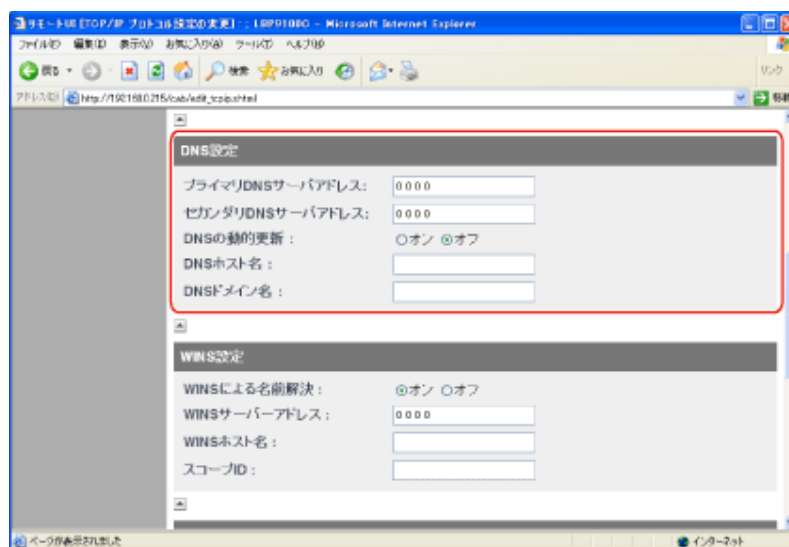 リモートUI [TCP/IP プロトコル設定の変更] : : LBP9100C - Microsoft Internet Explorer
ファイル(F) 編集(E) 表示(V) お気に入り(A) ツール(T) ヘルプ(H)
戻る 検索 お気に入り リンク
アドレス(D) http://192.168.0.215/cab/edit_tcpip.shtml 移動
DNS設定
プライマリDNSサーバアドレス: 0.0.0.0
セカンダリDNSサーバアドレス: 0.0.0.0
DNSの動的更新 : オン オフ
DNSホスト名 :
DNSドメイン名 :
WINS設定
WINSによる名前解決 : オン オフ
WINSサーバーアドレス : 0.0.0.0
WINSホスト名 :
スコープID :
ページが表示されました インターネット